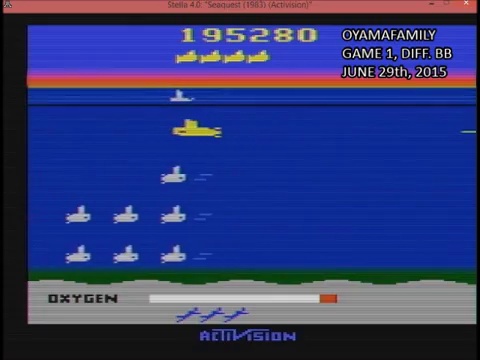 Stella 4.0: "Seaquest (1983) (Activision)"
195280
OYAMAFAMILY
GAME 1, DIFF. BB
JUNE 29th, 2015
OXYGEN
ACTIVISION